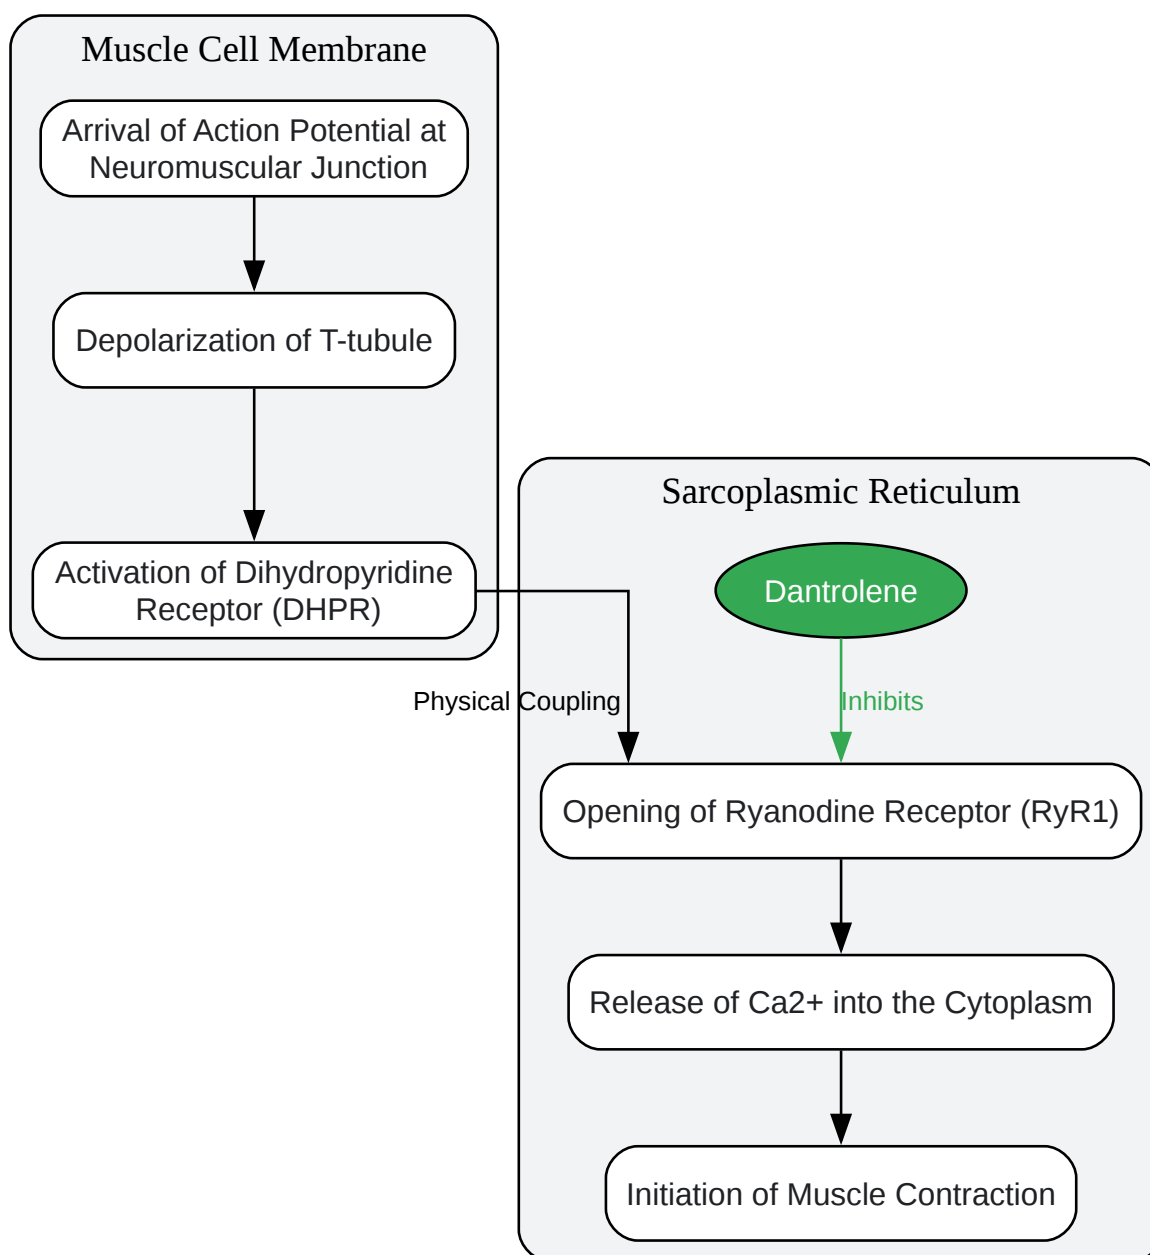 Muscle Cell Membrane
Arrival of Action Potential at
Neuromuscular Junction
Depolarization of T-tubule
Activation of Dihydropyridine
Receptor (DHPR)
Physical Coupling
Sarcoplasmic Reticulum
Dantrolene
Inhibits
Opening of Ryanodine Receptor (RyR1)
Release of Ca2+ into the Cytoplasm
Initiation of Muscle Contraction